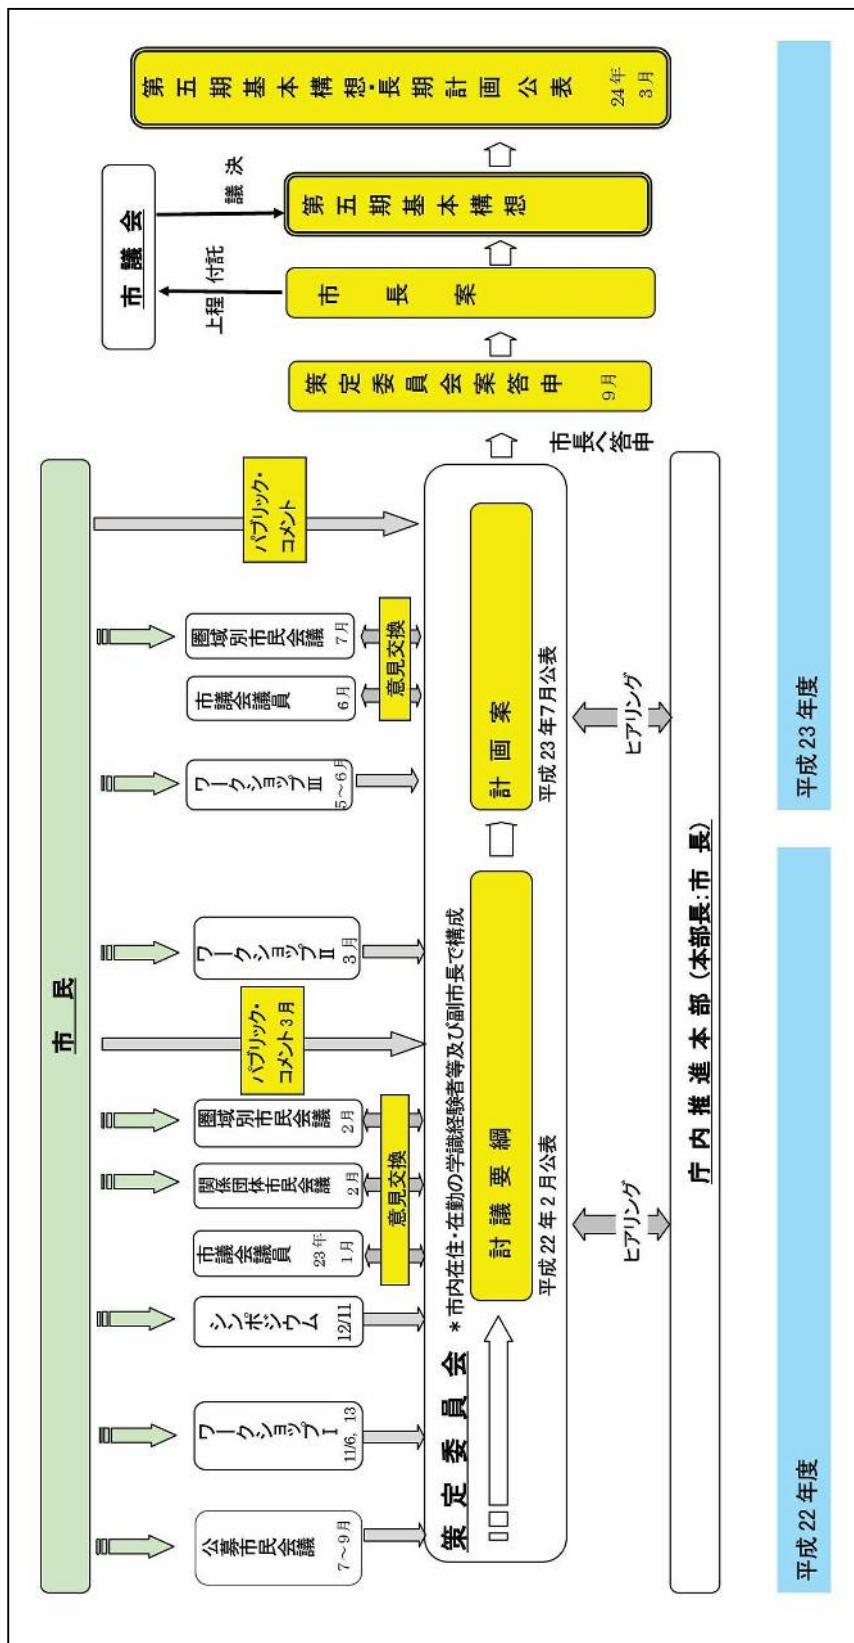 市民
公募市民会議
7～9月
ワークショップⅠ
11/6, 13
シンポジウム
12/11
市議会議員
23年
1月
関係団体市民会議
2月
圏域別市民会議
2月
意見交換
パブリック・
コメント3月
ワークショップⅡ
3月
ワークショップⅢ
5～6月
市議会議員
6月
圏域別市民会議
7月
意見交換
パブリック・
コメント
策定委員会
＊市内在住・在勤の学識経験者等及び副市長で構成
討議要綱
平成22年2月公表
計画案
平成23年7月公表
市長へ答申
策定委員会案答申
9月
市長案
上程
付託
市議会
議決
第五期基本構想
第五期基本構想・長期計画公表
24年
3月
ヒアリング
ヒアリング
庁内推進本部（本部長：市長）
平成22年度
平成23年度